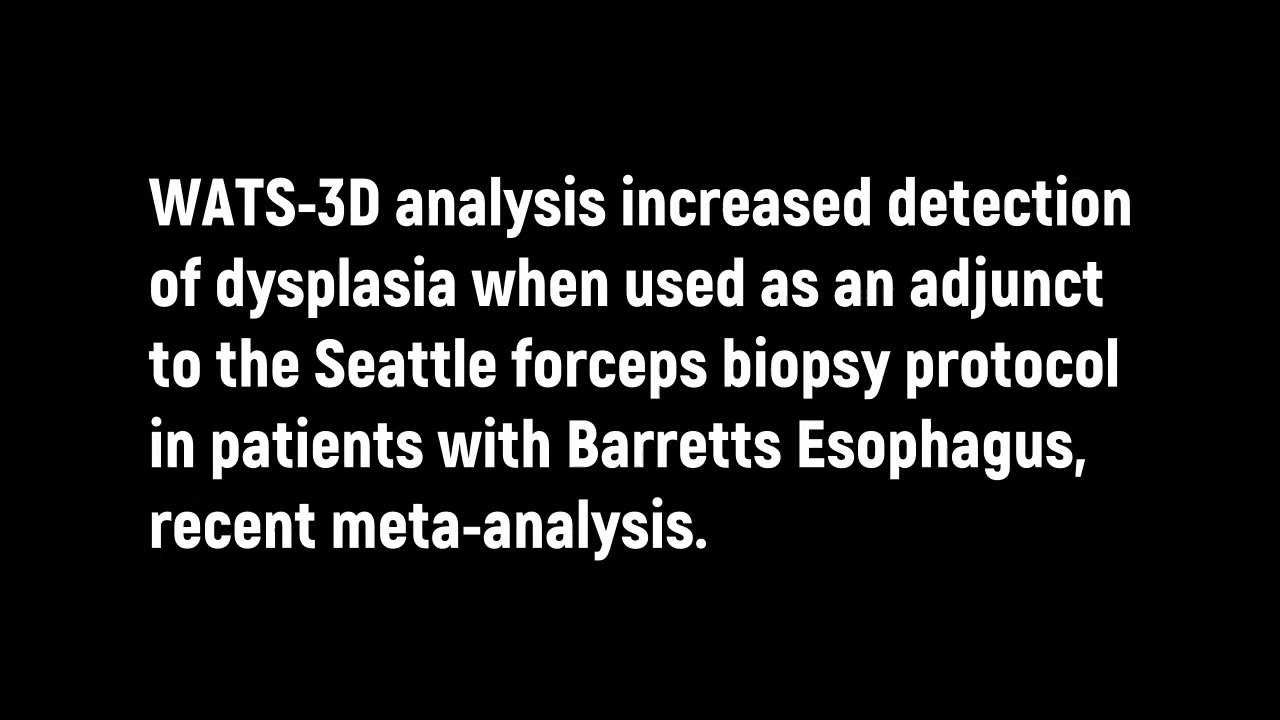 WATS-3D analysis increased detection
of dysplasia when used as an adjunct
to the Seattle forceps biopsy protocol
in patients with Barretts Esophagus,
recent meta-analysis.